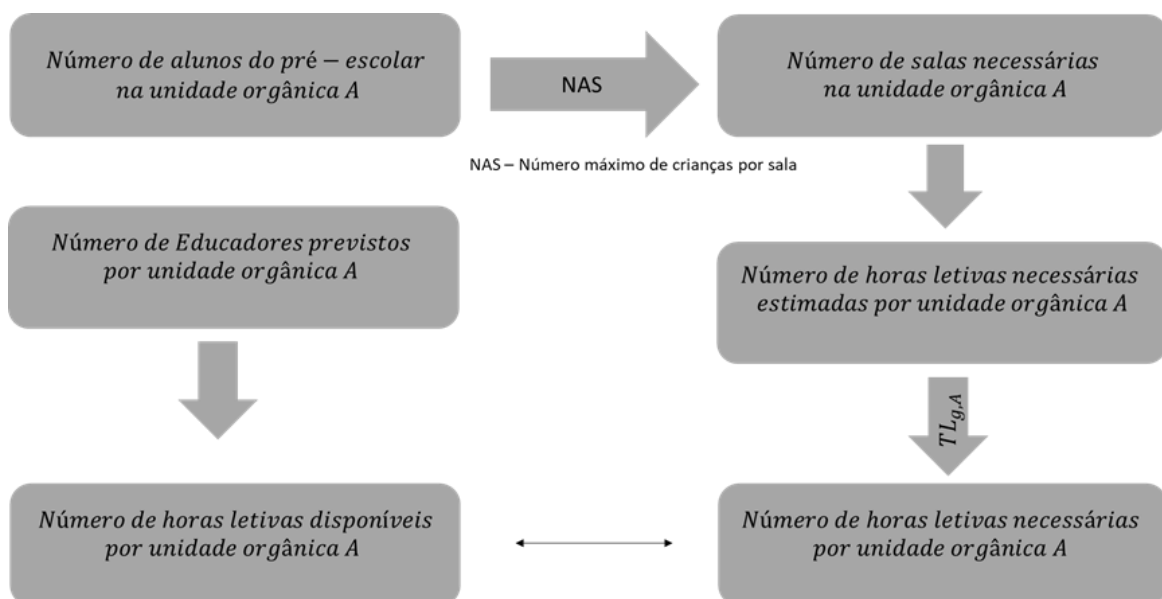 Número de alunos do pré − escolar
na unidade orgânica A
NAS
Número de salas necessárias
na unidade orgânica A
NAS – Número máximo de crianças por sala
Número de Educadores previstos
por unidade orgânica A
Número de horas letivas necessárias
estimadas por unidade orgânica A
TL_{g,A}
Número de horas letivas disponíveis
por unidade orgânica A
Número de horas letivas necessárias
por unidade orgânica A